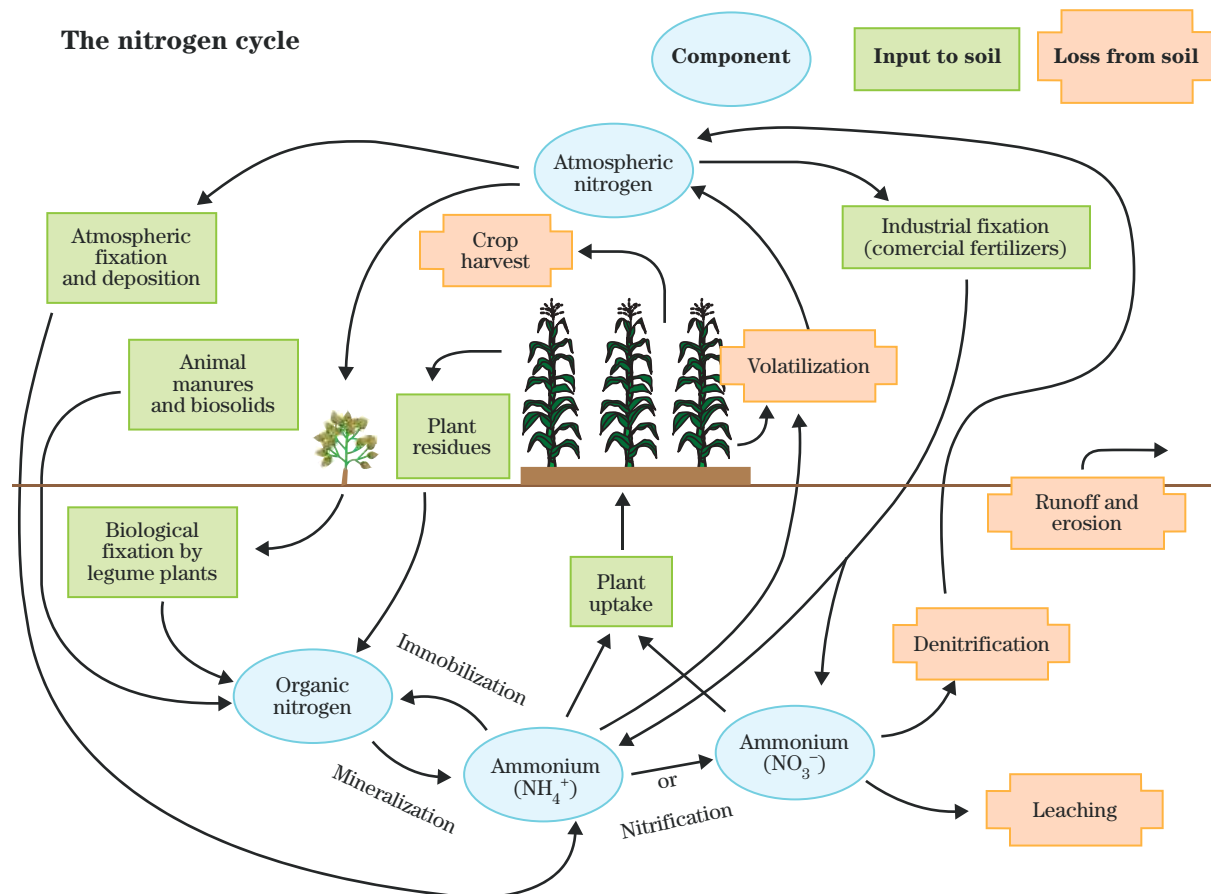 The nitrogen cycle
Component
Input to soil
Loss from soil
Atmospheric
nitrogen
Atmospheric
fixation
and deposition
Crop
harvest
Industrial fixation
(comercial fertilizers)
Animal
manures
and biosolids
Plant
residues
Volatilization
Runoff and
erosion
Biological
fixation by
legume plants
Plant
uptake
Denitrification
Immobilization
Organic
nitrogen
Mineralization
Ammonium
(NH₄⁺)
or
Nitrification
Ammonium
(NO₃⁻)
Leaching